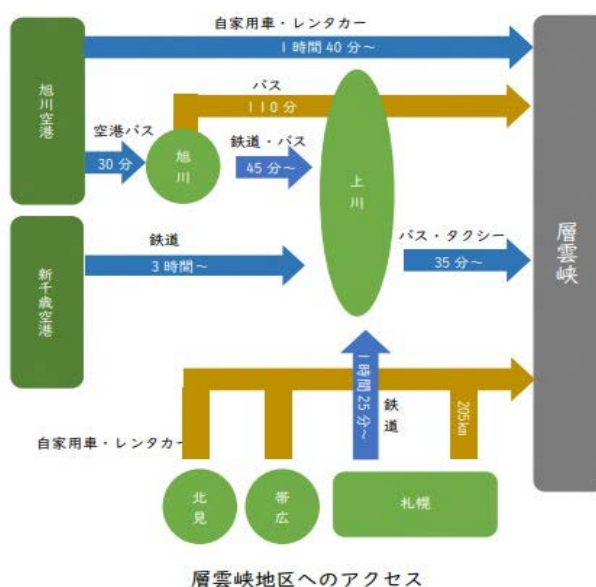 自家用車・レンタカー
1時間40分～
旭川空港
バス
110分
空港バス
30分
旭川
鉄道・バス
45分～
上川
層雲峡
新千歳空港
鉄道
3時間～
バス・タクシー
35分～
自家用車・レンタカー
1時間25分～
鉄道
205km
北見
帯広
札幌
層雲峡地区へのアクセス